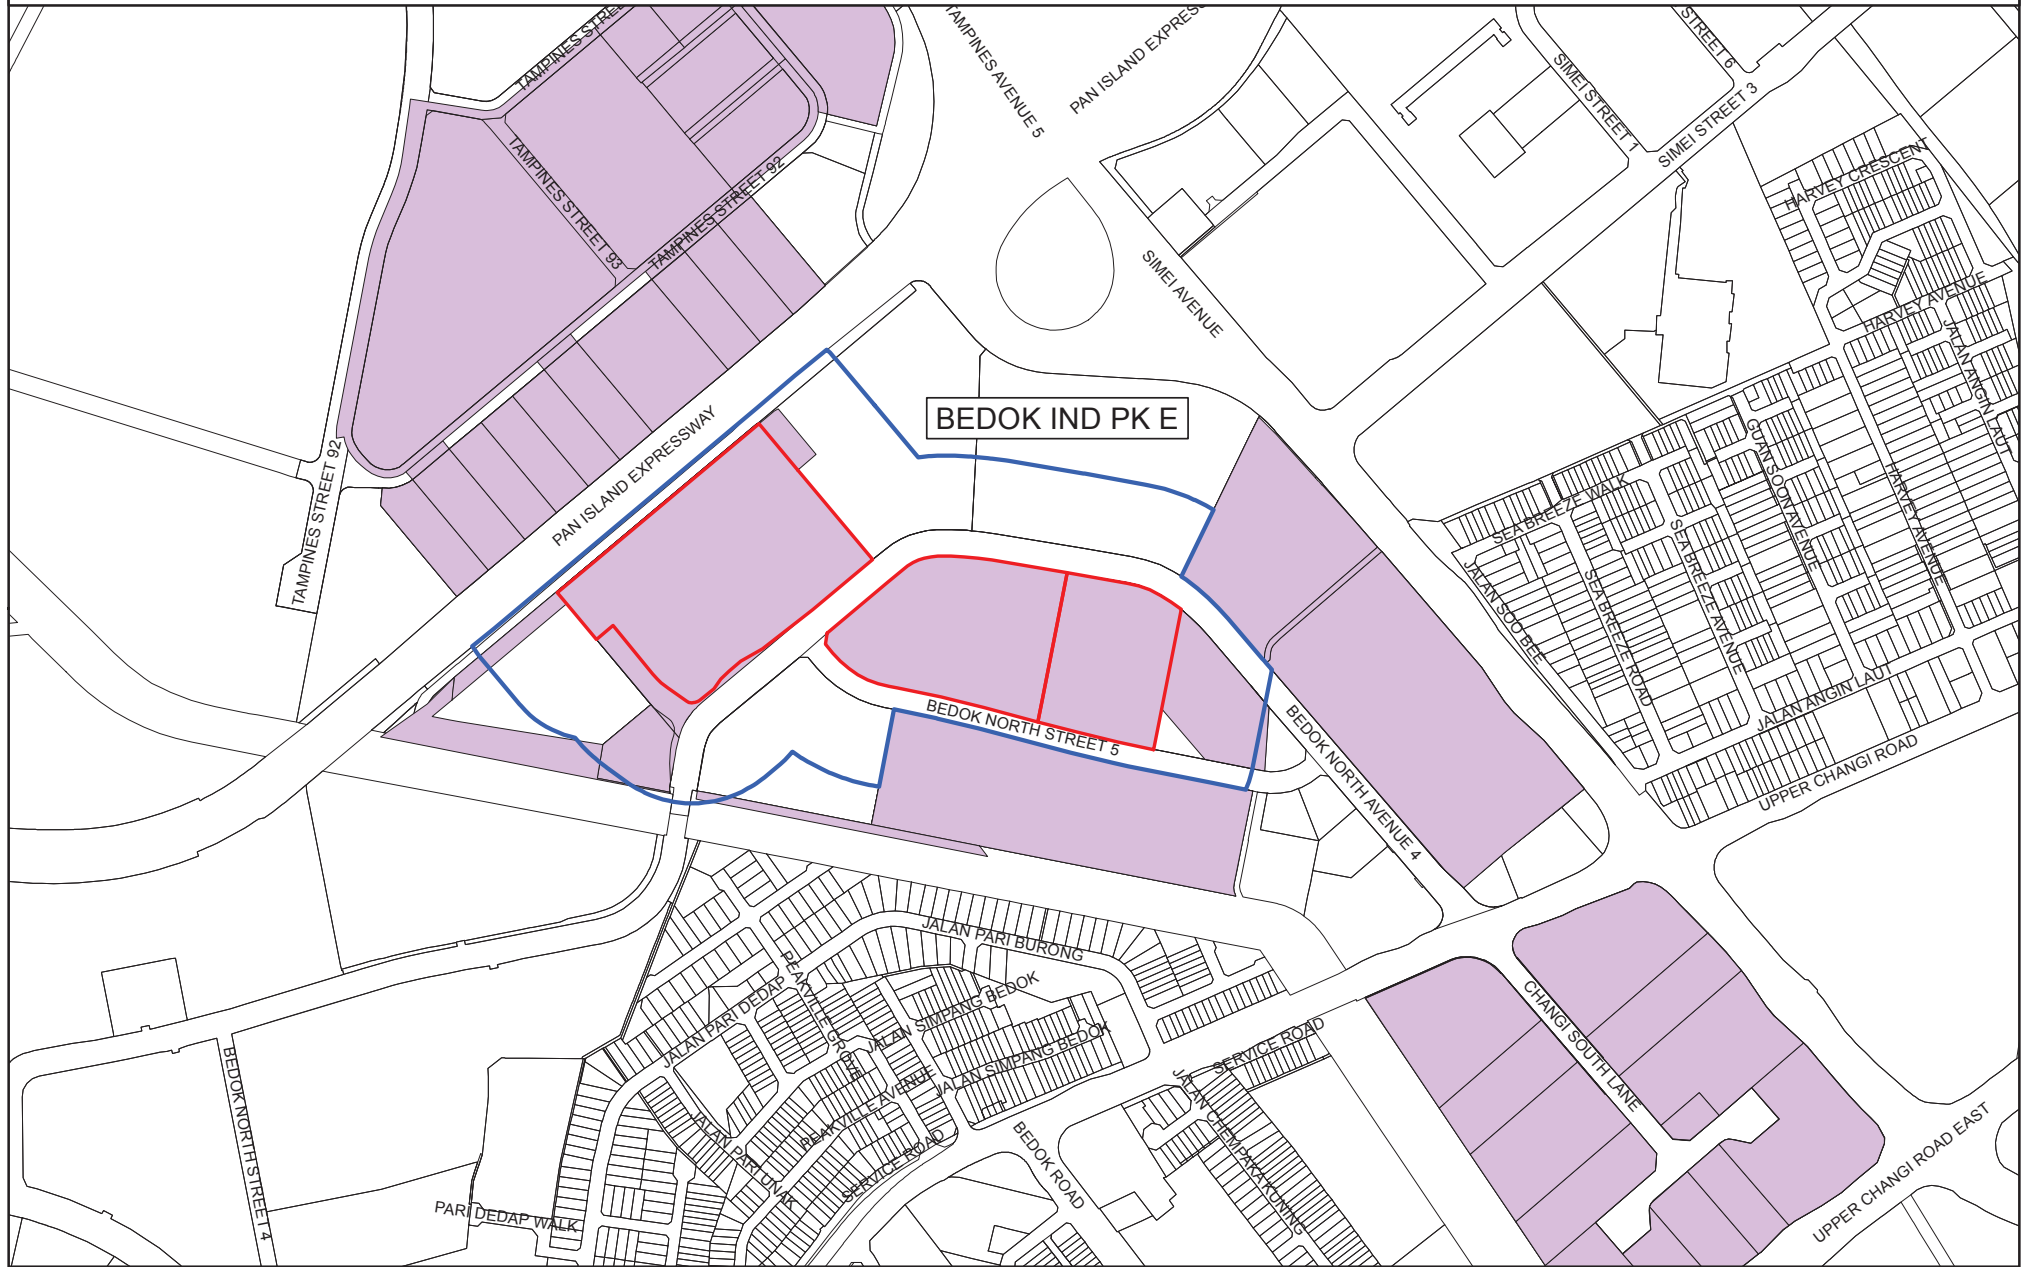 TAMPINES STREE
TAMPINES AVENUE 5
PAN ISLAND EXPRESS
STREET 6
SIMEI STREET 1
SIMEI STREET 3
HARVEY CRESCENT
TAMPINES STREET 93
TAMPINES STREET 92
SIMEI AVENUE
HARVEY AVENUE
JALAN ANGIN LAUT
BEDOK IND PK E
PAN ISLAND EXPRESSWAY
TAMPINES STREET 92
GUAN SOON AVENUE
HARVEY AVENUE
SEA BREEZE WALK
SEA BREEZE AVENUE
JALAN SOO BEE
SEA BREEZE ROAD
JALAN ANGIN LAUT
BEDOK NORTH STREET 5
BEDOK NORTH AVENUE 4
UPPER CHANGI ROAD
JALAN PARI BURONG
PEAKVILLE GROVE
JALAN PARI DEDAP
JALAN SIMPANG BEDOK
JALAN SIMPANG BEDOK
SERVICE ROAD
CHANGI SOUTH LANE
BEDOK NORTH STREET 4
PEAKVILLE AVENUE
JALAN PARI UNAK
SERVICE ROAD
BEDOK ROAD
JALAN CHEMPAKA KUNING
PARI DEDAP WALK
UPPER CHANGI ROAD EAST